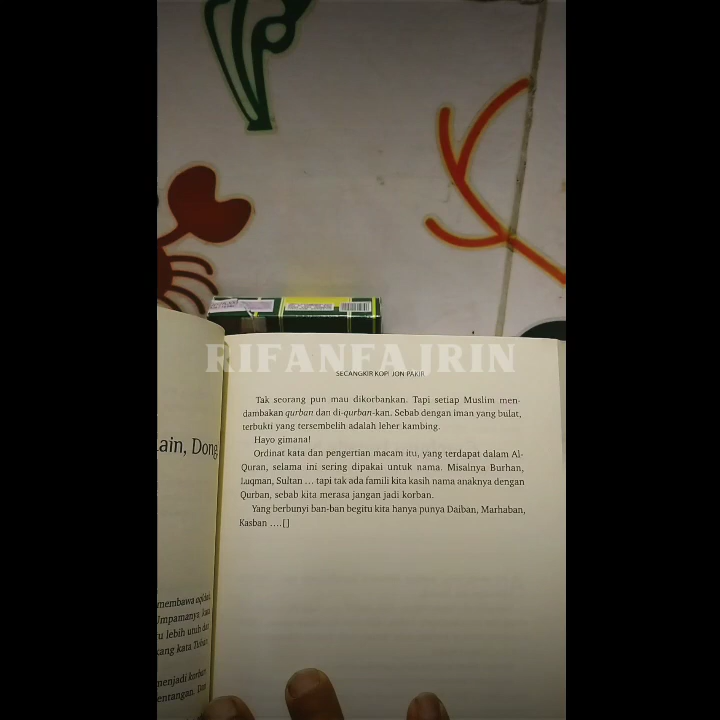 RIFANFAJRIN
SECANGKIR KOPI JON PAKIR
Tak seorang pun mau dikorbankan. Tapi setiap Muslim men-
dambakan qurban dan di-qurban-kan. Sebab dengan iman yang bulat,
terbukti yang tersembelih adalah leher kambing.
Hayo gimana!
Ordinat kata dan pengertian macam itu, yang terdapat dalam Al-
Quran, selama ini sering dipakai untuk nama. Misalnya Burhan,
Luqman, Sultan ... tapi tak ada famili kita kasih nama anaknya dengan
Qurban, sebab kita merasa jangan jadi korban.
Yang berbunyi ban-ban begitu kita hanya punya Daiban, Marhaban,
Kasban ....[]
Lain, Dong
membawa
Umpamanya
lebih
kang kata
menjadi korban
entangan. Dan